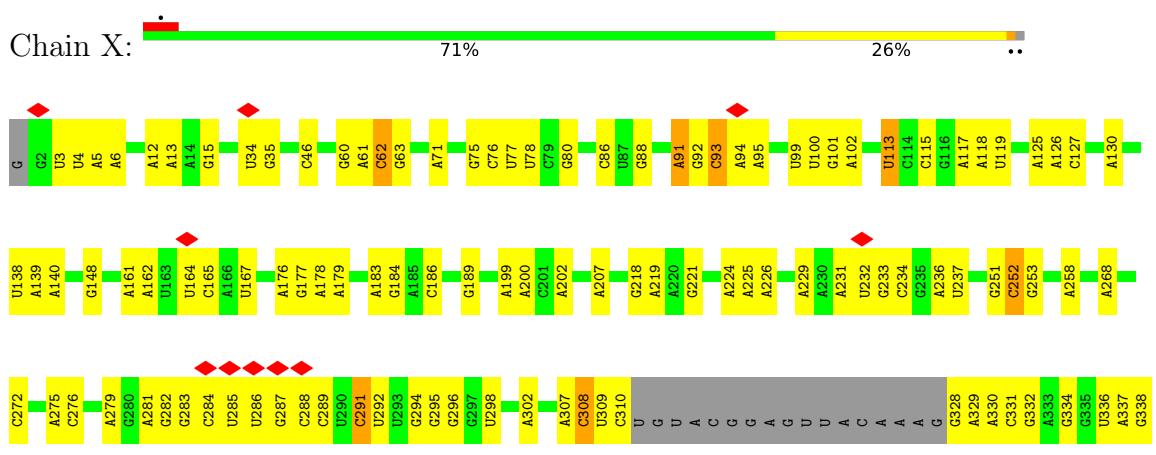 Chain X: 71% 26%
G G2 U3 U4 A5 A6 A12 A13 A14 G15 U34 G35 C46 G60 A61 C62 G63 A71 G75 C76 U77 U78 C79 G80 C86 U87 G88 A91 G92 C93 A94 A95 U99 U100 G101 A102 U113 C114 C115 G116 A117 A118 U119 A125 A126 C127 A130
U138 A139 A140 G148 A161 A162 U163 U164 C165 A166 U167 A176 G177 A178 A179 A183 G184 A185 C186 G189 A199 A200 C201 A202 A207 G218 A219 A220 G221 A224 A225 A226 A229 A230 A231 U232 G233 C234 G235 A236 U237 G251 C252 G253 A258 A268
C272 A275 C276 A279 G280 A281 G282 G283 C284 U285 U286 G287 C288 C289 U290 C291 U292 U293 G294 G295 G296 G297 U298 A302 A307 C308 U309 C310 U G U A C G G A G U U A C A A A G G328 A329 A330 C331 G332 A333 G334 G335 U336 A337 G338